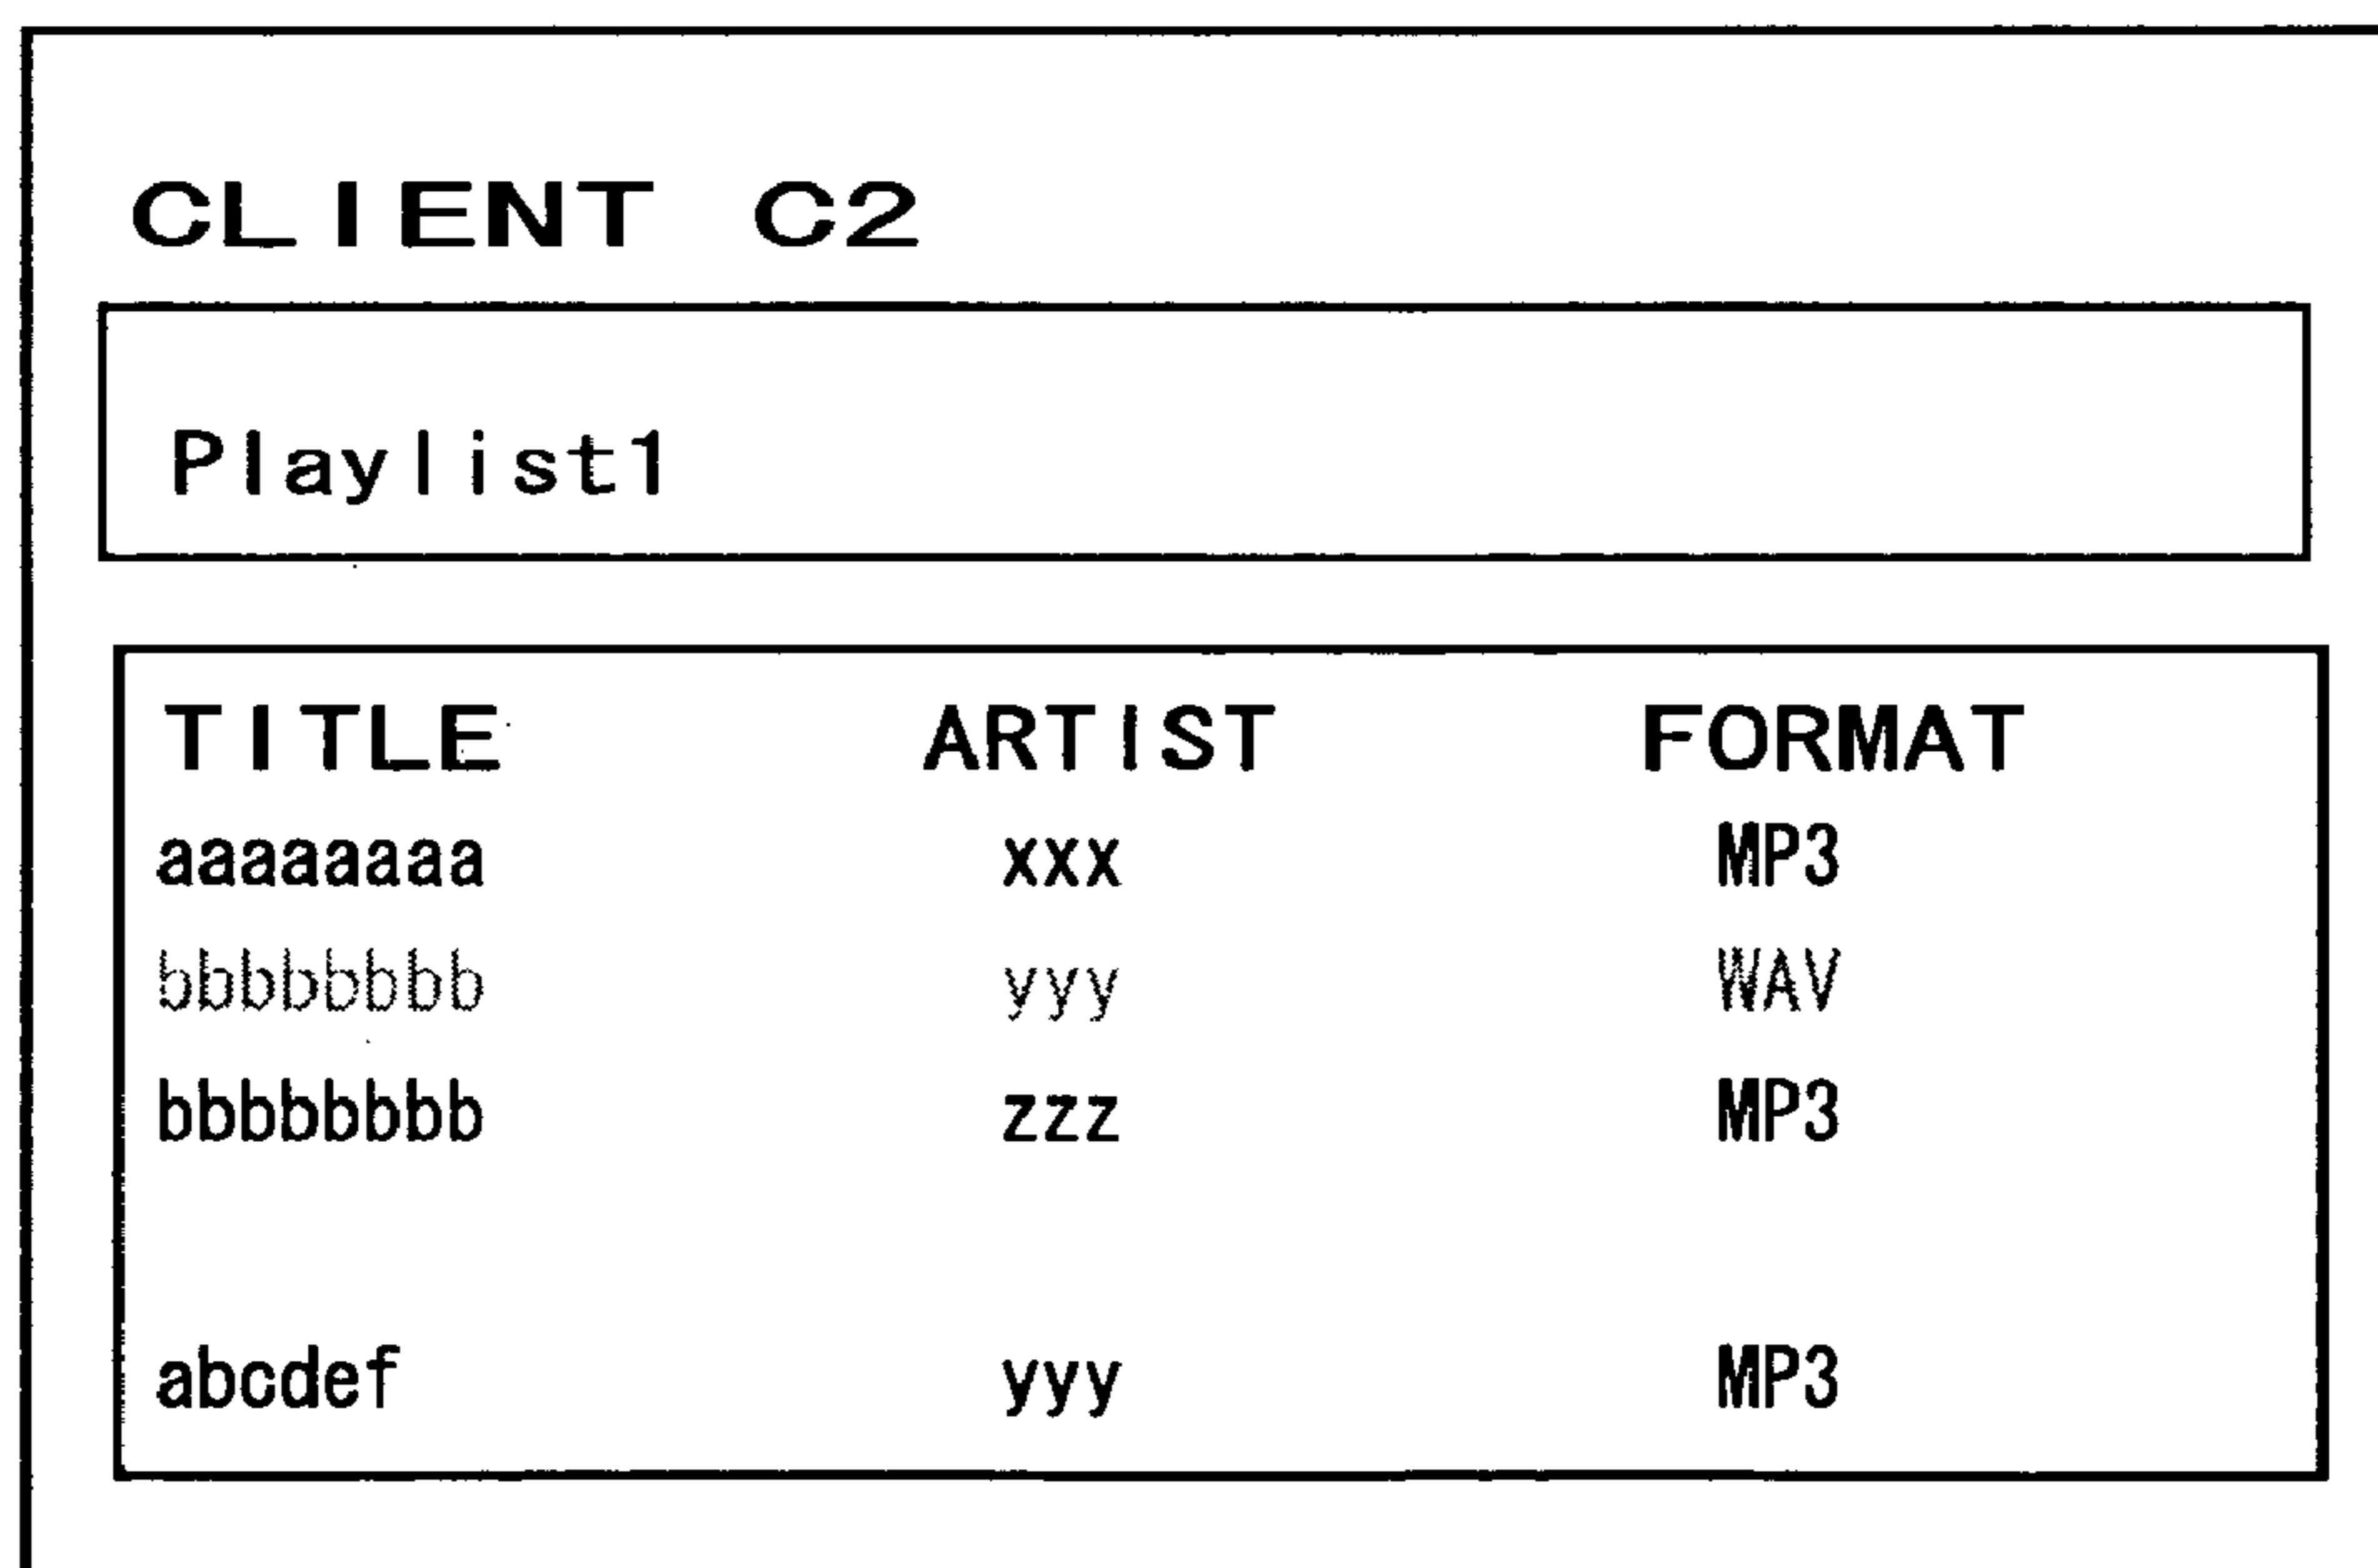 CLIENT C2
Playlist1
TITLE ARTIST FORMAT
aaaaaaaa xxx MP3
bbbbbbbb yyy WAV
bbbbbbbb zzz MP3
abcdef yyy MP3